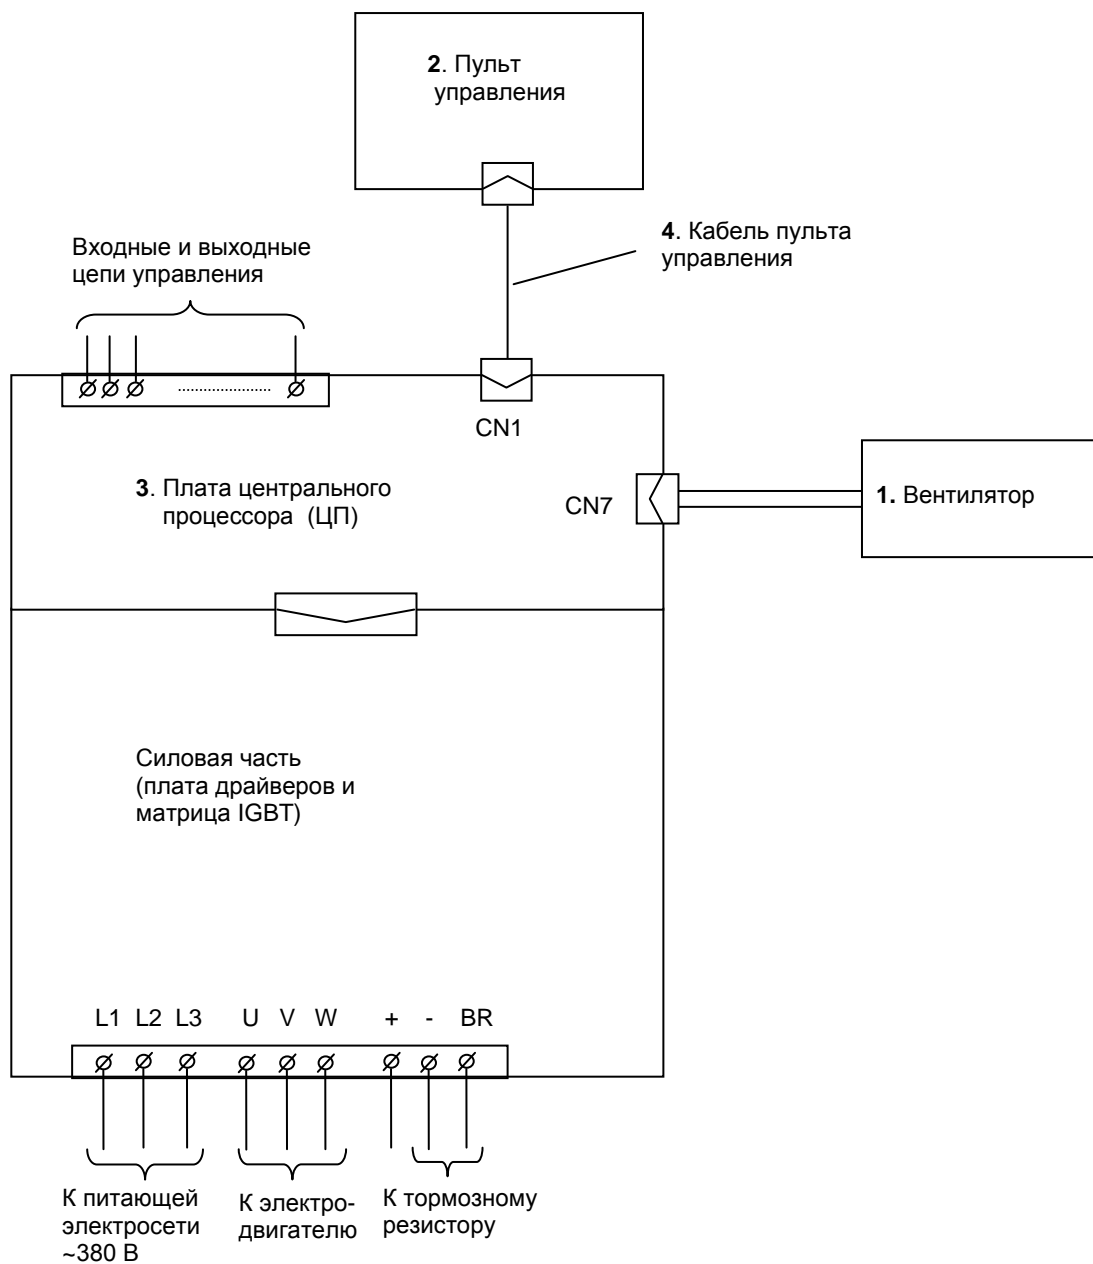 2. Пульт
управления
4. Кабель пульта
управления
Входные и выходные
цепи управления
CN1
3. Плата центрального
процессора (ЦП)
CN7
1. Вентилятор
Силовая часть
(плата драйверов и
матрица IGBT)
L1 L2 L3 U V W + - BR
К питающей
электросети
~380 В
К электро-
двигателю
К тормозному
резистору